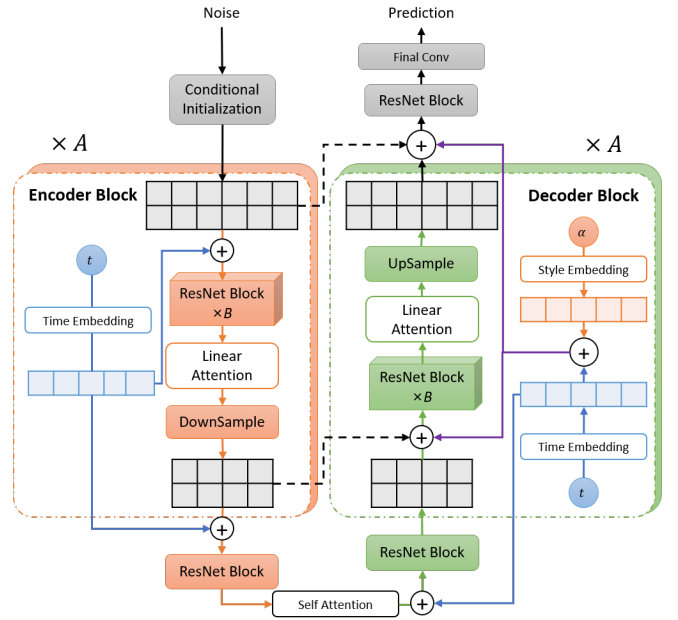 Noise
Prediction
Final Conv
Conditional
Initialization
ResNet Block
× A
× A
+
Encoder Block
Decoder Block
t
+
ResNet Block
×B
Time Embedding
Linear
Attention
DownSample
+
ResNet Block
Self Attention
UpSample
Linear
Attention
ResNet Block
×B
+
ResNet Block
+
α
Style Embedding
+
Time Embedding
t